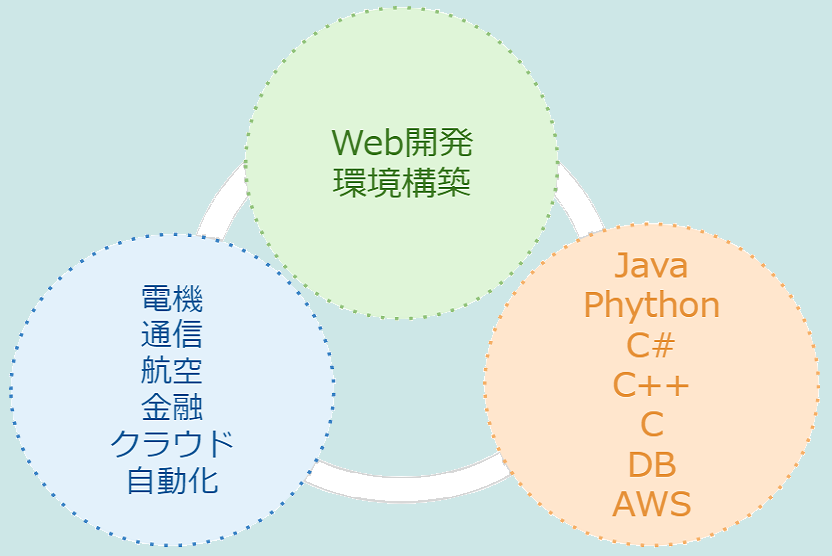 Web開発
環境構築
電機
通信
航空
金融
クラウド
自動化
Java
Phython
C#
C++
C
DB
AWS